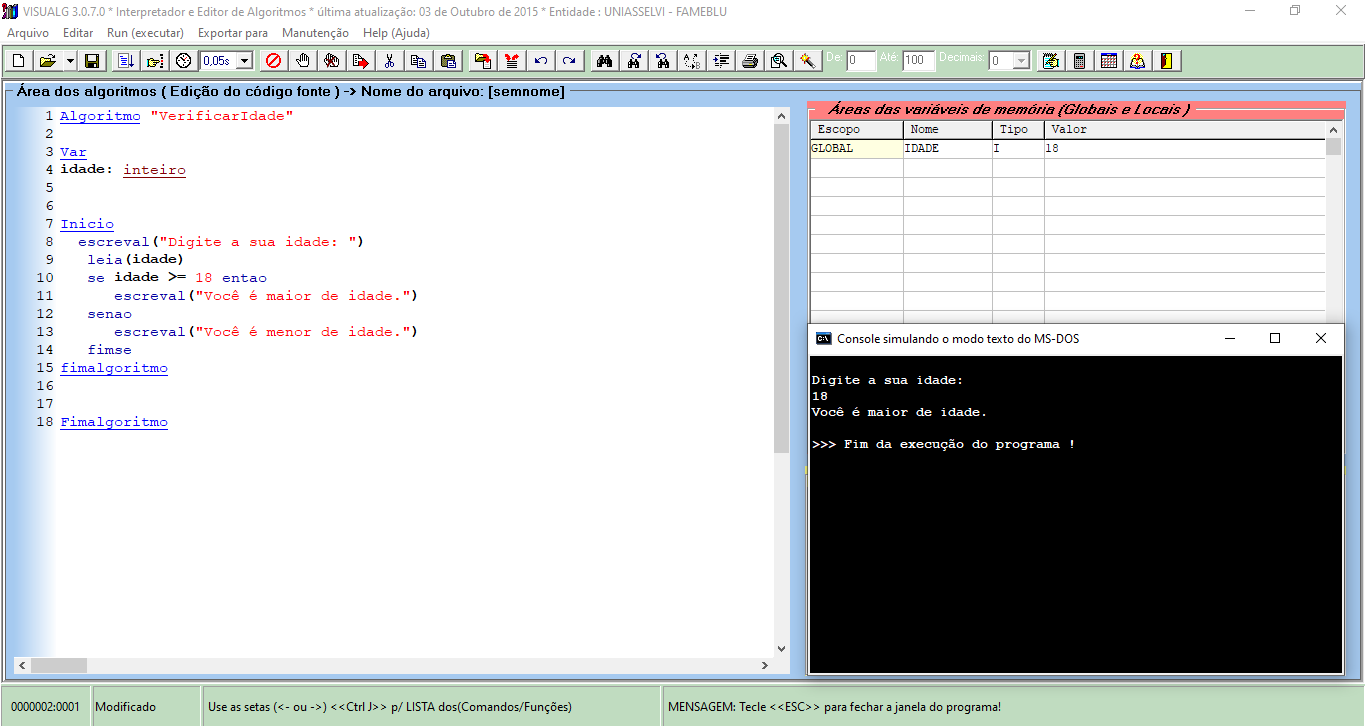 VISUALG 3.0.7.0 * Interpretador e Editor de Algoritmos * última atualização: 03 de Outubro de 2015 * Entidade : UNIASSELVI - FAMEBLU
Arquivo Editar Run (executar) Exportar para Manutenção Help (Ajuda)
0,05s De: 0 Até: 100 Decimais: 0
Área dos algoritmos ( Edição do código fonte ) -> Nome do arquivo: [semnome]
1 Algoritmo "VerificarIdade"
2
3 Var
4 idade: inteiro
5
6
7 Inicio
8 escreval("Digite a sua idade: ")
9 leia(idade)
10 se idade >= 18 entao
11 escreval("Você é maior de idade.")
12 senao
13 escreval("Você é menor de idade.")
14 fimse
15 fimalgoritmo
16
17
18 Fimalgoritmo
Áreas das variáveis de memória (Globais e Locais )
Escopo Nome Tipo Valor
GLOBAL IDADE I 18
Console simulando o modo texto do MS-DOS
Digite a sua idade:
18
Você é maior de idade.
>>> Fim da execução do programa !
0000002:0001 Modificado Use as setas (<- ou ->) <<Ctrl J>> p/ LISTA dos(Comandos/Funções) MENSAGEM: Tecle <<ESC>> para fechar a janela do programa!